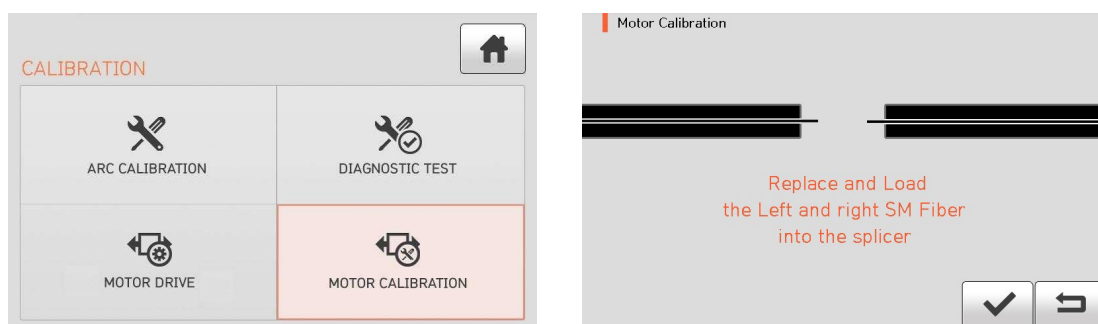 CALIBRATION
ARC CALIBRATION
DIAGNOSTIC TEST
MOTOR DRIVE
MOTOR CALIBRATION
Motor Calibration
Replace and Load
the Left and right SM Fiber
into the splicer